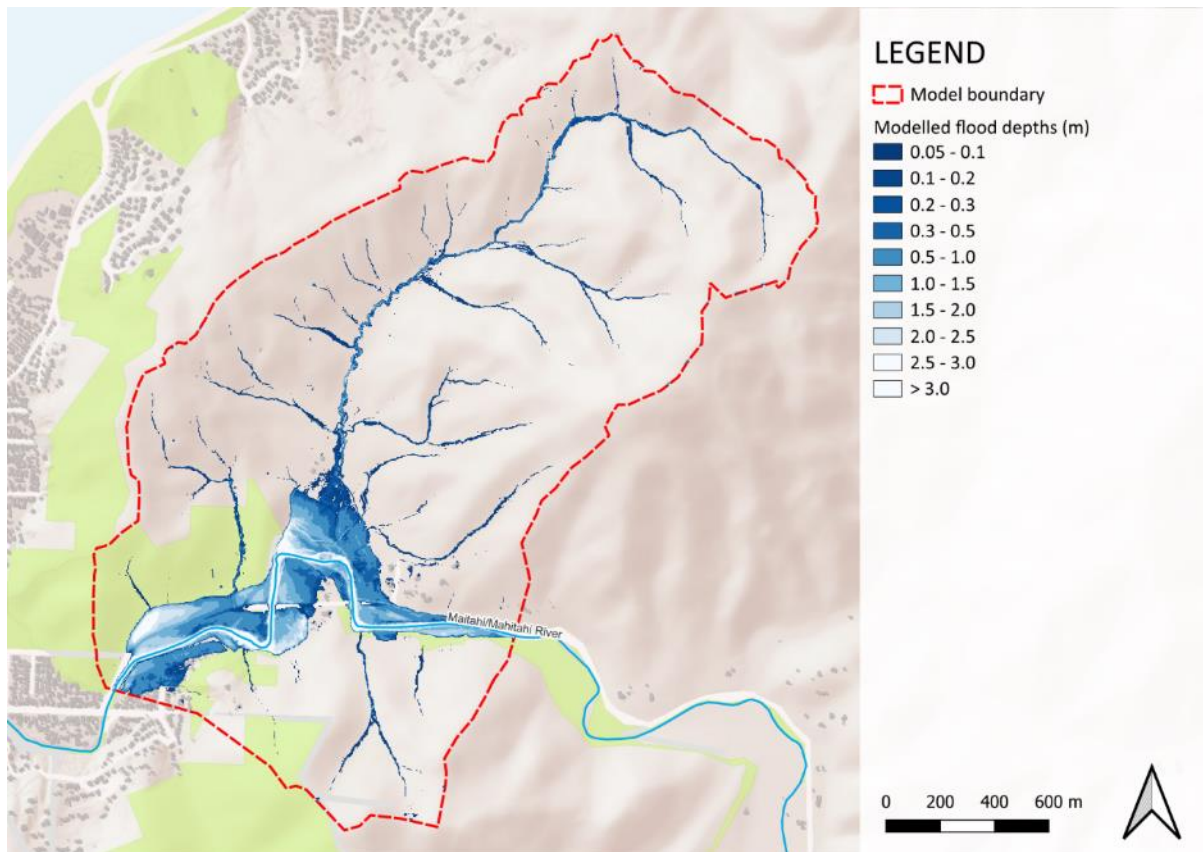 LEGEND
Model boundary
Modelled flood depths (m)
0.05 - 0.1
0.1 - 0.2
0.2 - 0.3
0.3 - 0.5
0.5 - 1.0
1.0 - 1.5
1.5 - 2.0
2.0 - 2.5
2.5 - 3.0
> 3.0
Maitahi/Mahitahi River
0 200 400 600 m